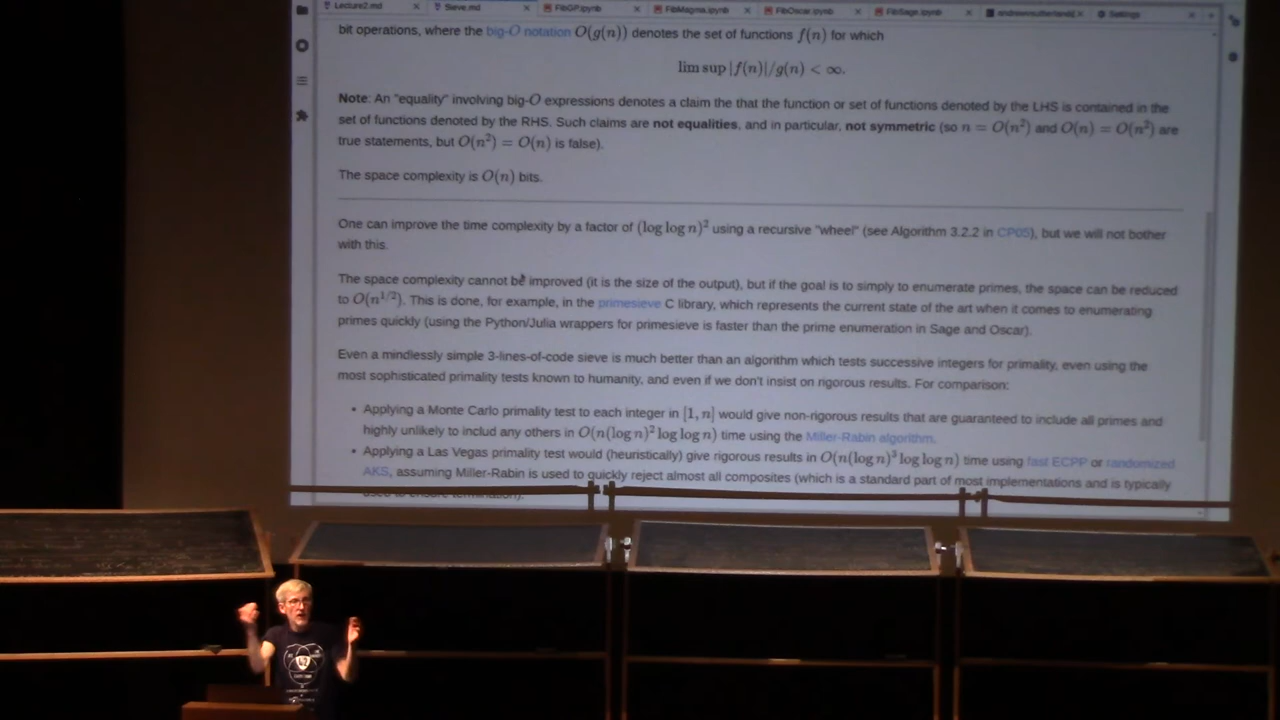 Lecture2.md Sieve.md FibGP.ipynb FibMagma.ipynb FibOscar.ipynb FibSage.ipynb Settings
bit operations, where the big-O notation O(g(n)) denotes the set of functions f(n) for which
lim sup |f(n)|/g(n) < ∞.
Note: An "equality" involving big-O expressions denotes a claim the that the function or set of functions denoted by the LHS is contained in the
set of functions denoted by the RHS. Such claims are not equalities, and in particular, not symmetric (so n = O(n²) and O(n) = O(n²) are
true statements, but O(n²) = O(n) is false).
The space complexity is O(n) bits.
One can improve the time complexity by a factor of (log log n)² using a recursive "wheel" (see Algorithm 3.2.2 in CP05), but we will not bother
with this.
The space complexity cannot be improved (it is the size of the output), but if the goal is to simply to enumerate primes, the space can be reduced
to O(n^{1/2}). This is done, for example, in the primesieve C library, which represents the current state of the art when it comes to enumerating
primes quickly (using the Python/Julia wrappers for primesieve is faster than the prime enumeration in Sage and Oscar).
Even a mindlessly simple 3-lines-of-code sieve is much better than an algorithm which tests successive integers for primality, even using the
most sophisticated primality tests known to humanity, and even if we don't insist on rigorous results. For comparison:
• Applying a Monte Carlo primality test to each integer in [1, n] would give non-rigorous results that are guaranteed to include all primes and
highly unlikely to includ any others in O(n(log n)² log log n) time using the Miller-Rabin algorithm.
• Applying a Las Vegas primality test would (heuristically) give rigorous results in O(n(log n)³ log log n) time using fast ECPP or randomized
AKS, assuming Miller-Rabin is used to quickly reject almost all composites (which is a standard part of most implementations and is typically
used to ensure termination).